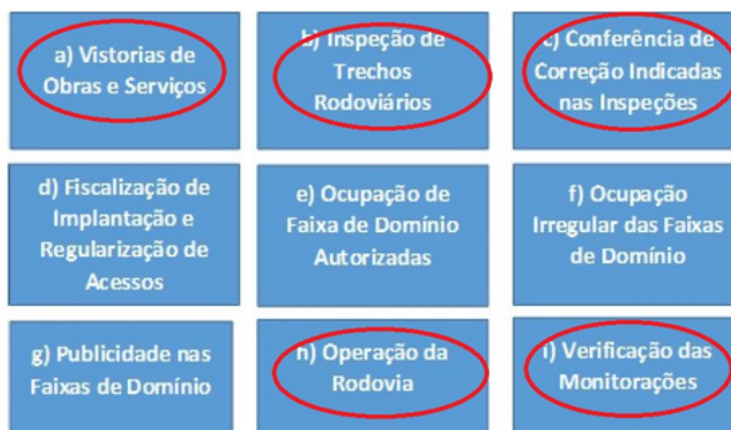 a) Vistorias de
Obras e Serviços
b) Inspeção de
Trechos
Rodoviários
c) Conferência de
Correção Indicadas
nas Inspeções
d) Fiscalização de
Implantação e
Regularização de
Acessos
e) Ocupação de
Faixa de Domínio
Autorizadas
f) Ocupação
Irregular das Faixas
de Domínio
g) Publicidade nas
Faixas de Domínio
h) Operação da
Rodovia
i) Verificação das
Monitorações